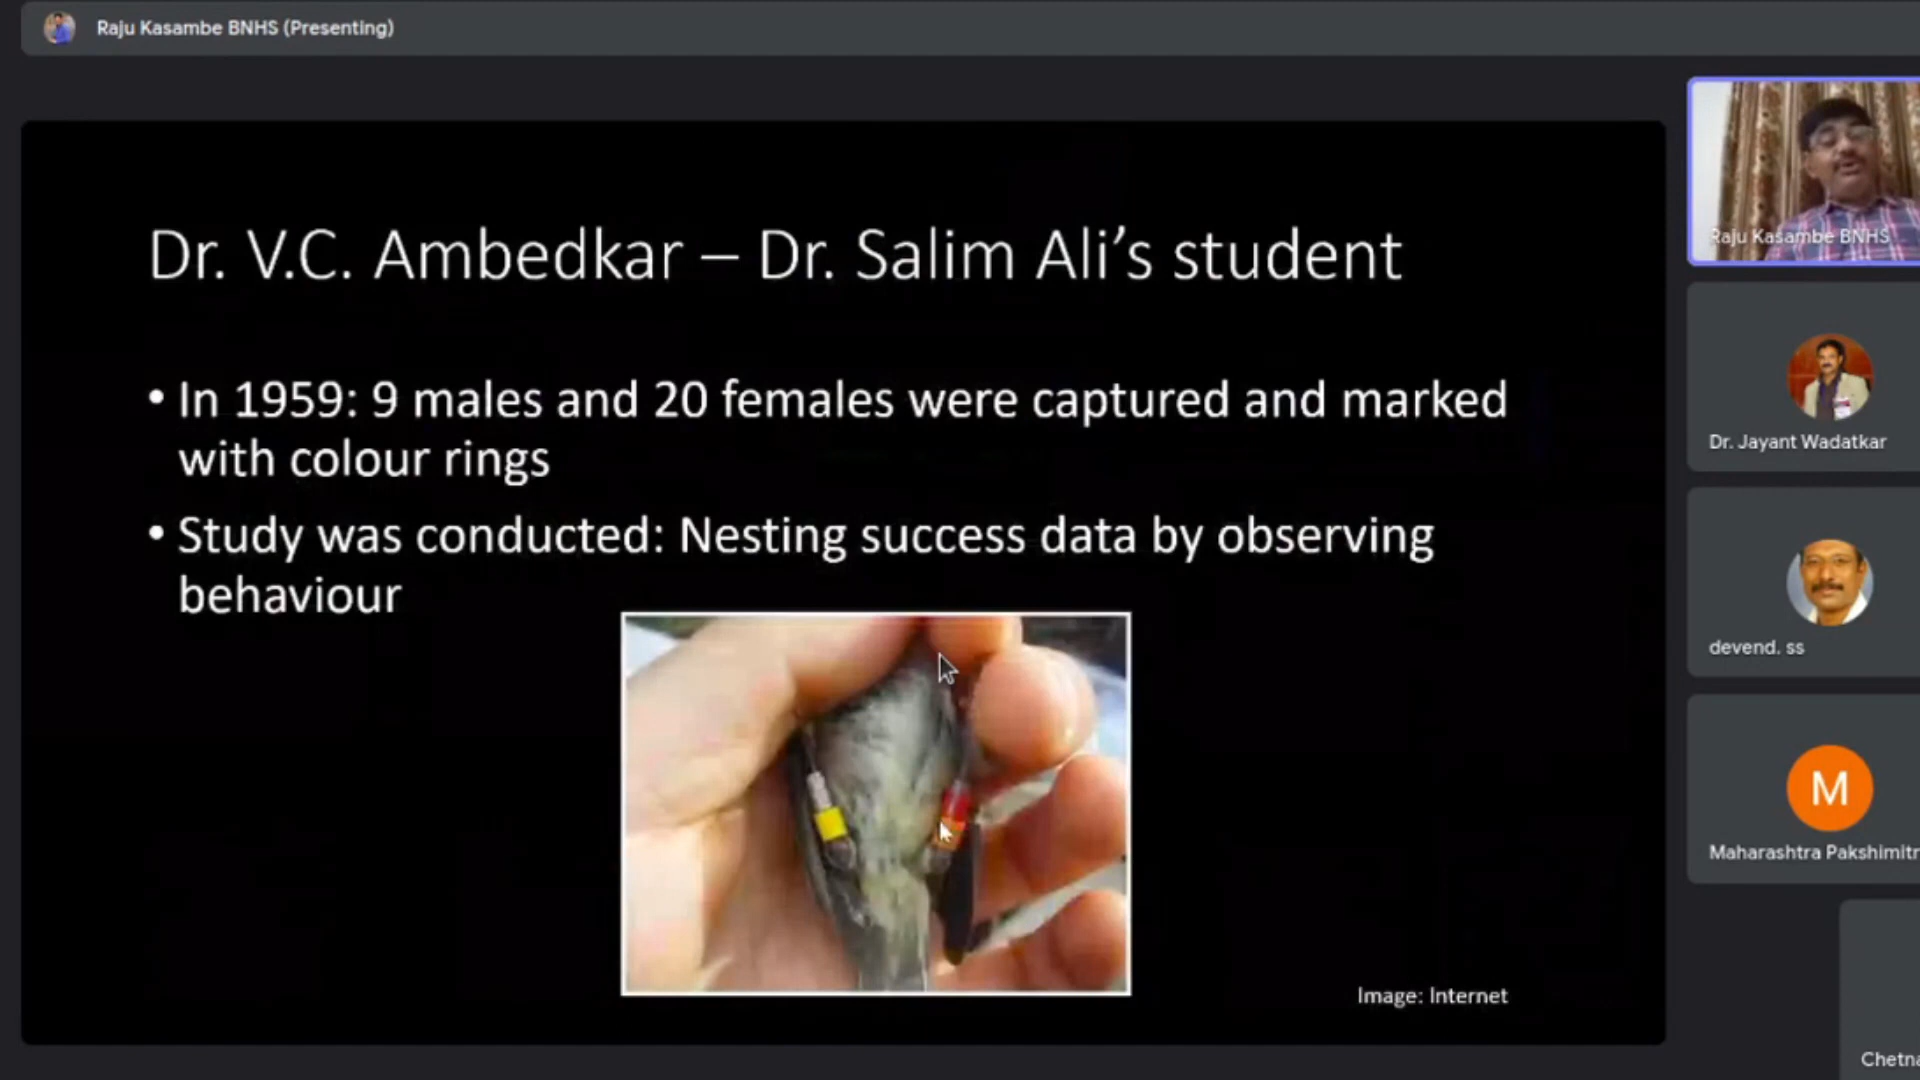 Raju Kasambe BNHS (Presenting)
Dr. V.C. Ambedkar – Dr. Salim Ali’s student
• In 1959: 9 males and 20 females were captured and marked
with colour rings
• Study was conducted: Nesting success data by observing
behaviour
Image: Internet
Raju Kasambe BNHS
Dr. Jayant Wadatkar
devend. ss
M
Maharashtra Pakshimitr
Chetna